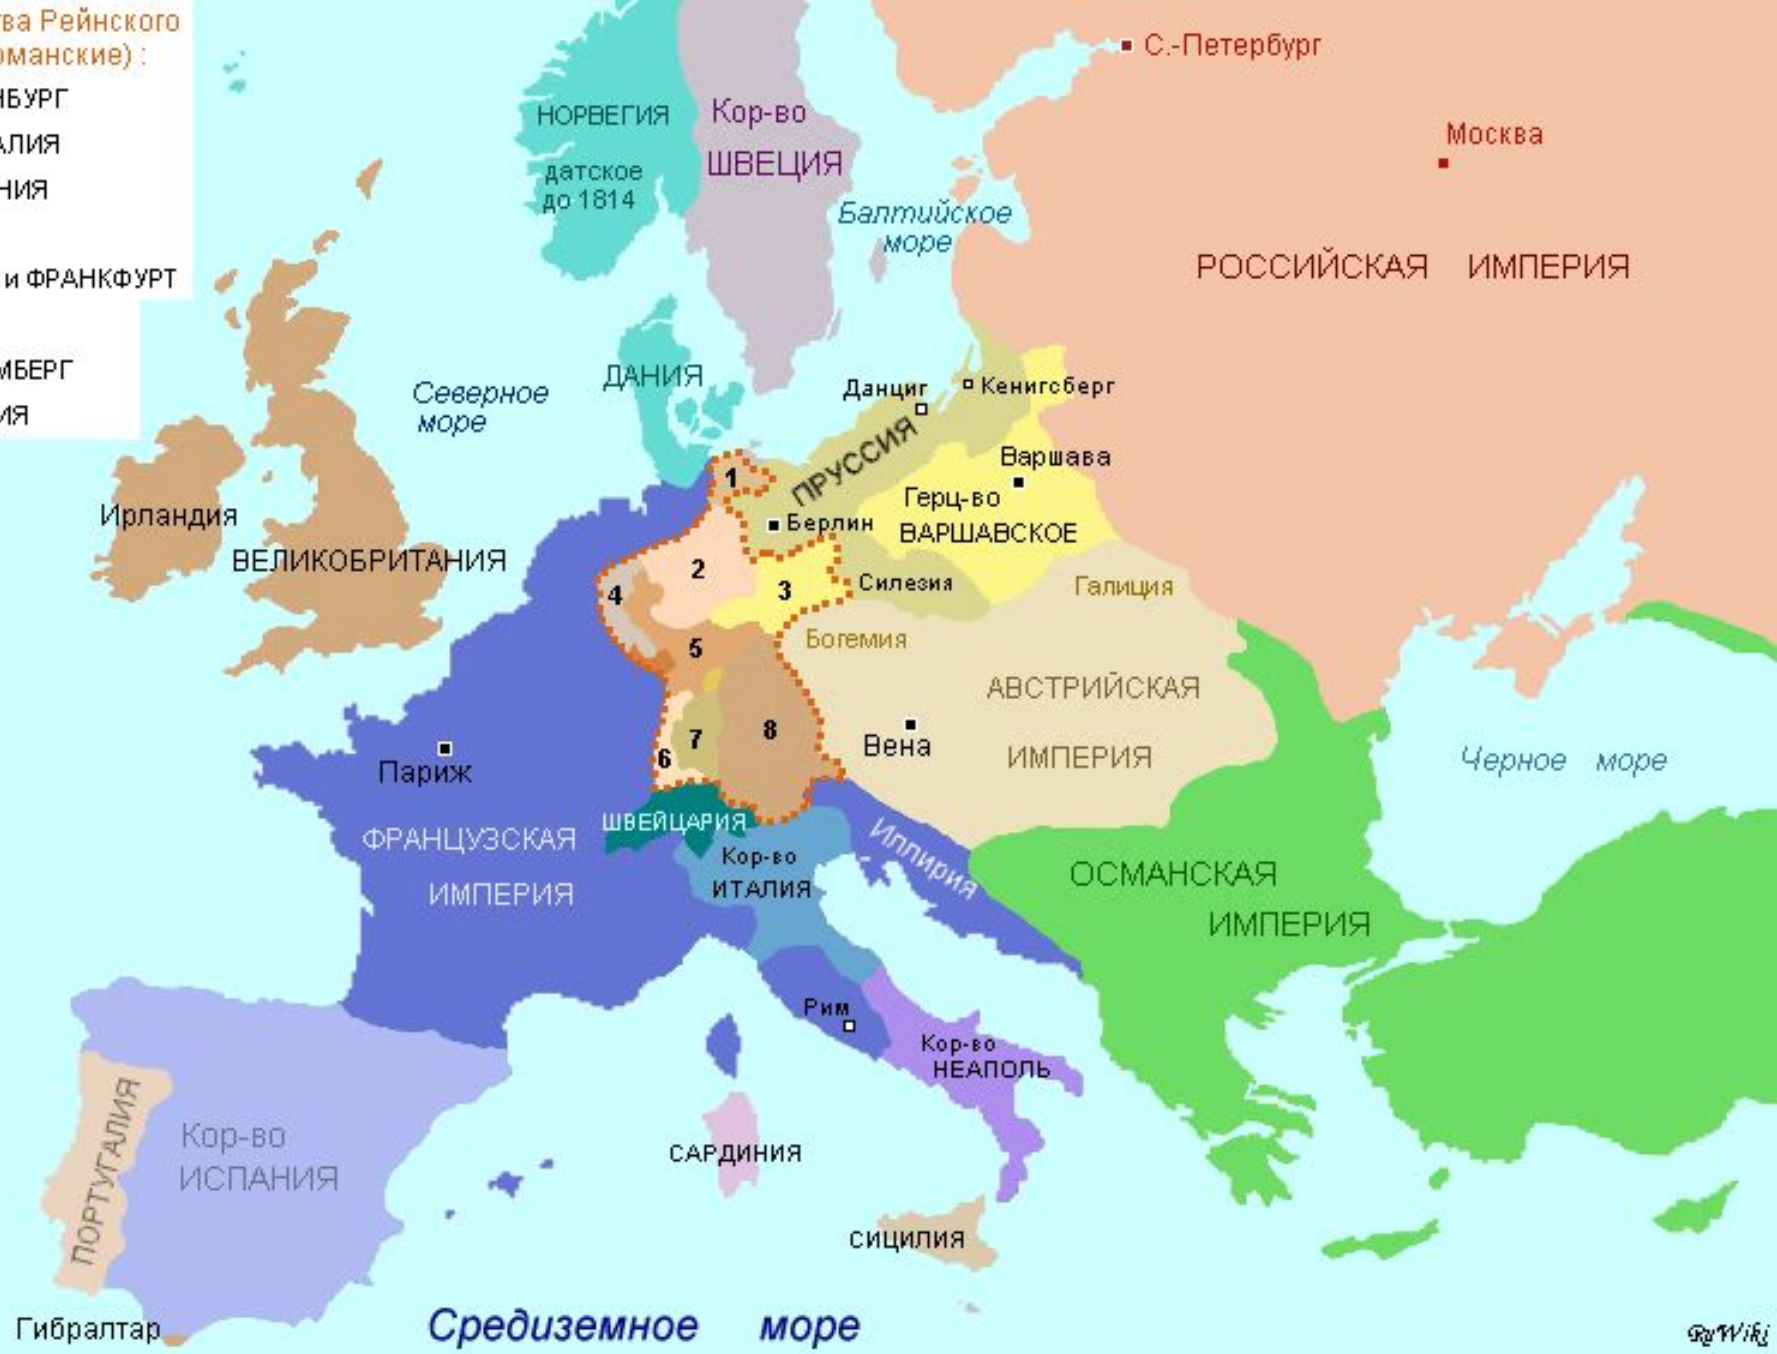 ва Рейнского
манские) :
НБУРГ
АЛИЯ
НИЯ
и ФРАНКФУРТ
МБЕРГ
ИЯ
С.-Петербург
Москва
НОРВЕГИЯ
датское
до 1814
Кор-во
ШВЕЦИЯ
Балтийское
море
РОССИЙСКАЯ ИМПЕРИЯ
Северное
море
ДАНИЯ
Данциг
Кенигсберг
ПРУССИЯ
Варшава
Герц-во
ВАРШАВСКОЕ
Берлин
Ирландия
ВЕЛИКОБРИТАНИЯ
1
2
3
4
5
6
7
8
Силезия
Галиция
Богемия
АВСТРИЙСКАЯ
ИМПЕРИЯ
Вена
Париж
ФРАНЦУЗСКАЯ
ИМПЕРИЯ
ШВЕЙЦАРИЯ
Кор-во
ИТАЛИЯ
Иллирия
Черное море
ОСМАНСКАЯ
ИМПЕРИЯ
Рим
Кор-во
НЕАПОЛЬ
ПОРТУГАЛИЯ
Кор-во
ИСПАНИЯ
САРДИНИЯ
СИЦИЛИЯ
Гибралтар
Средиземное море
RuWiki